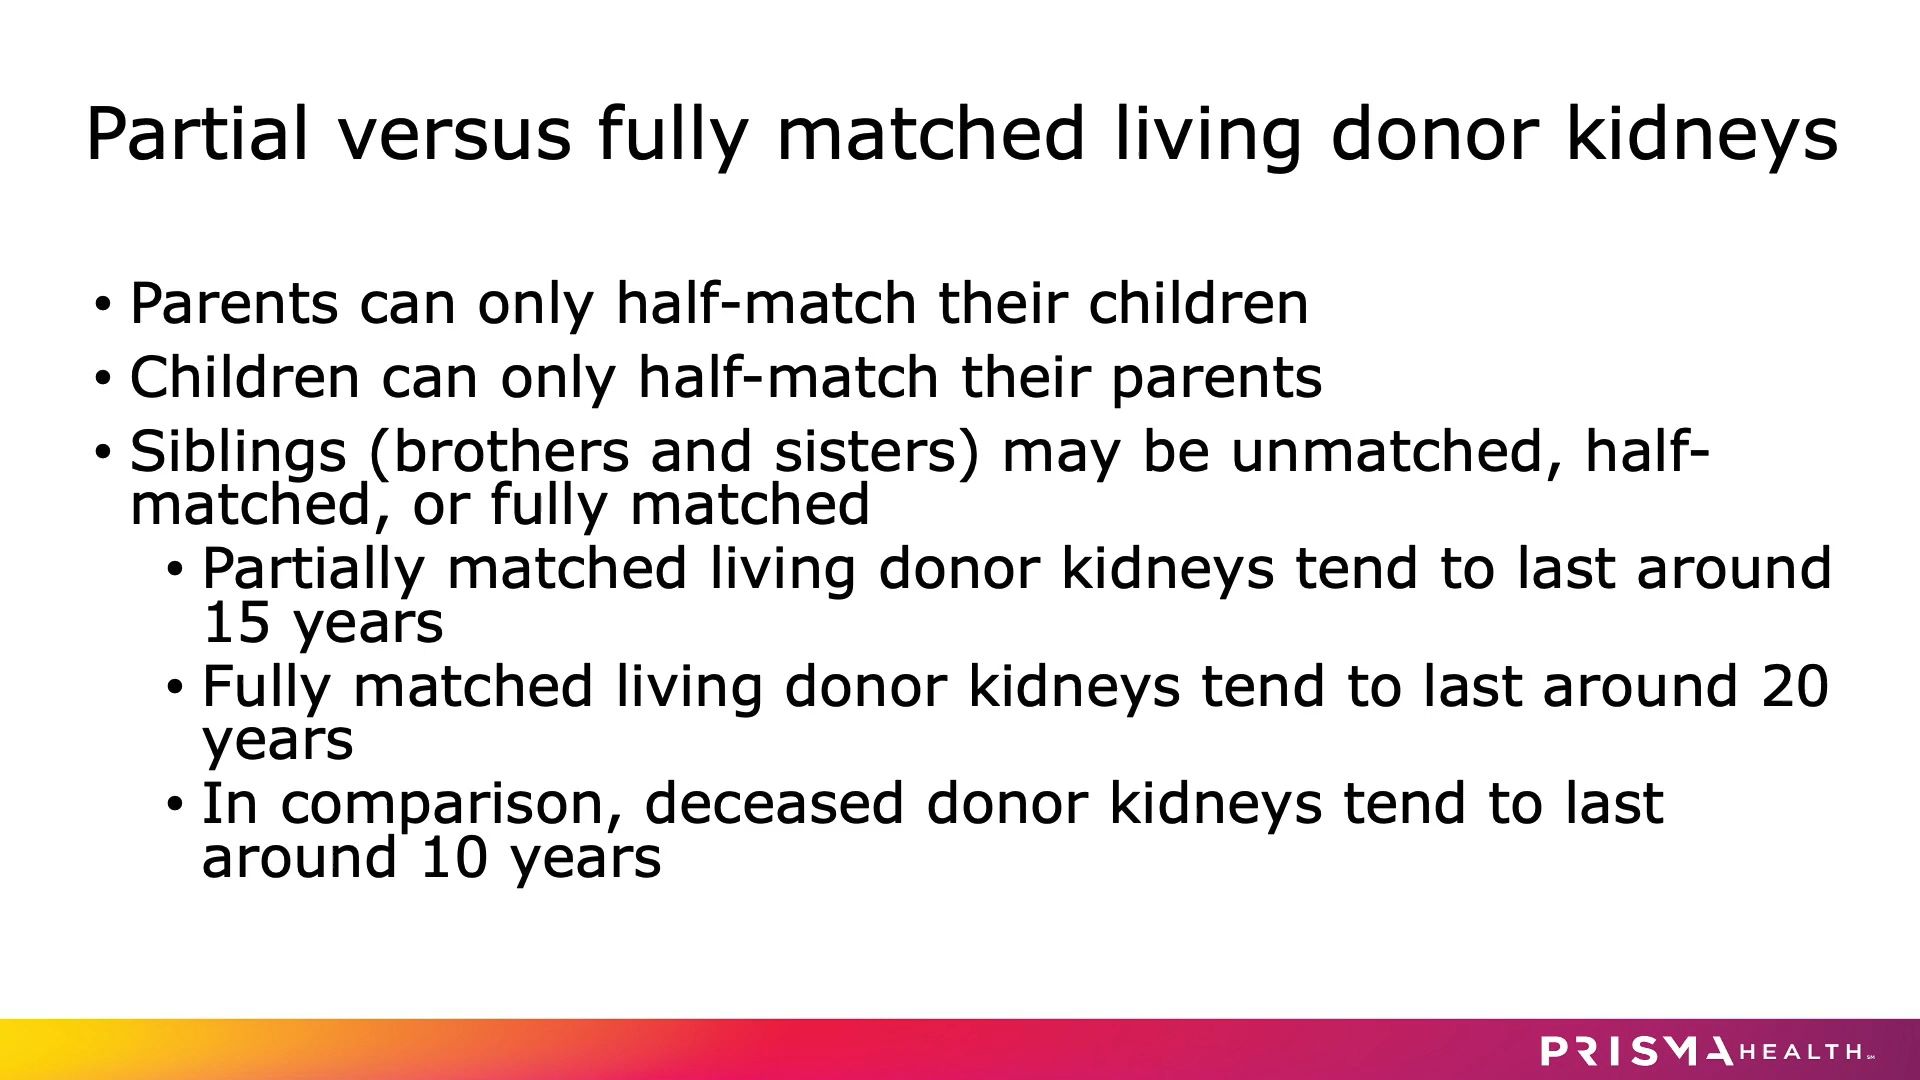 Partial versus fully matched living donor kidneys
• Parents can only half-match their children
• Children can only half-match their parents
• Siblings (brothers and sisters) may be unmatched, half-
matched, or fully matched
• Partially matched living donor kidneys tend to last around
15 years
• Fully matched living donor kidneys tend to last around 20
years
• In comparison, deceased donor kidneys tend to last
around 10 years
PRISMA HEALTH℠